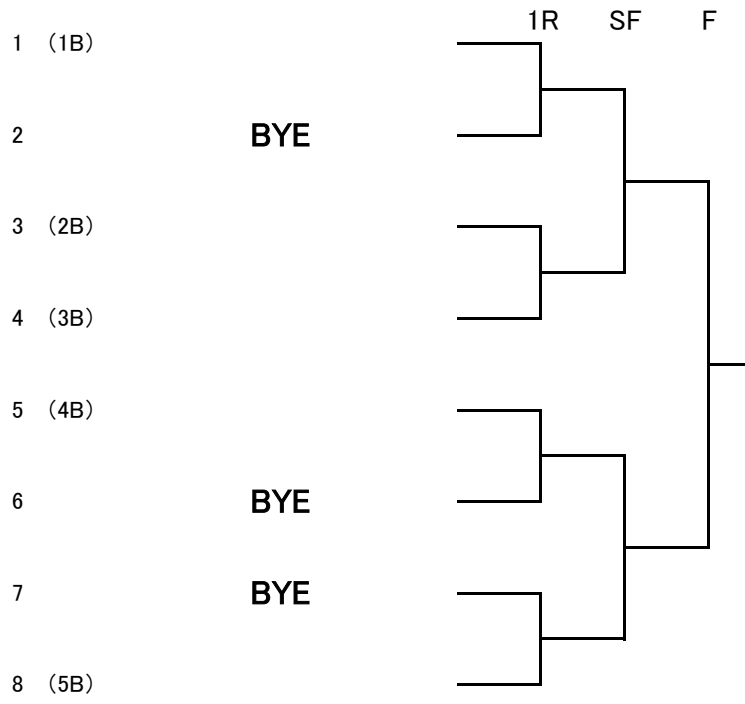 1R SF F
1 （1B）
2 BYE
3 （2B）
4 （3B）
5 （4B）
6 BYE
7 BYE
8 （5B）